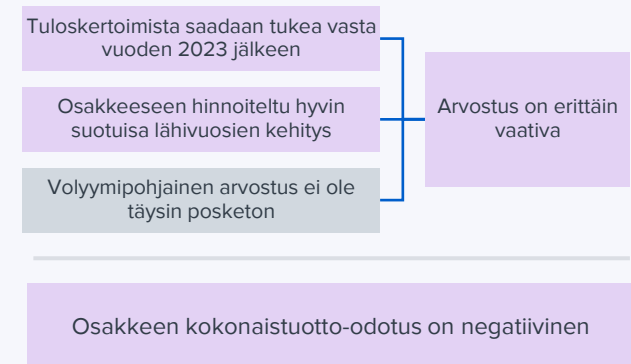 Tuloskertoimista saadaan tukea vasta
vuoden 2023 jälkeen
Osakkeeseen hinnoiteltu hyvin
suotuisa lähivuosien kehitys
Volyymipohjainen arvostus ei ole
täysin posketon
Arvostus on erittäin
vaativa
Osakkeen kokonaistuotto-odotus on negatiivinen